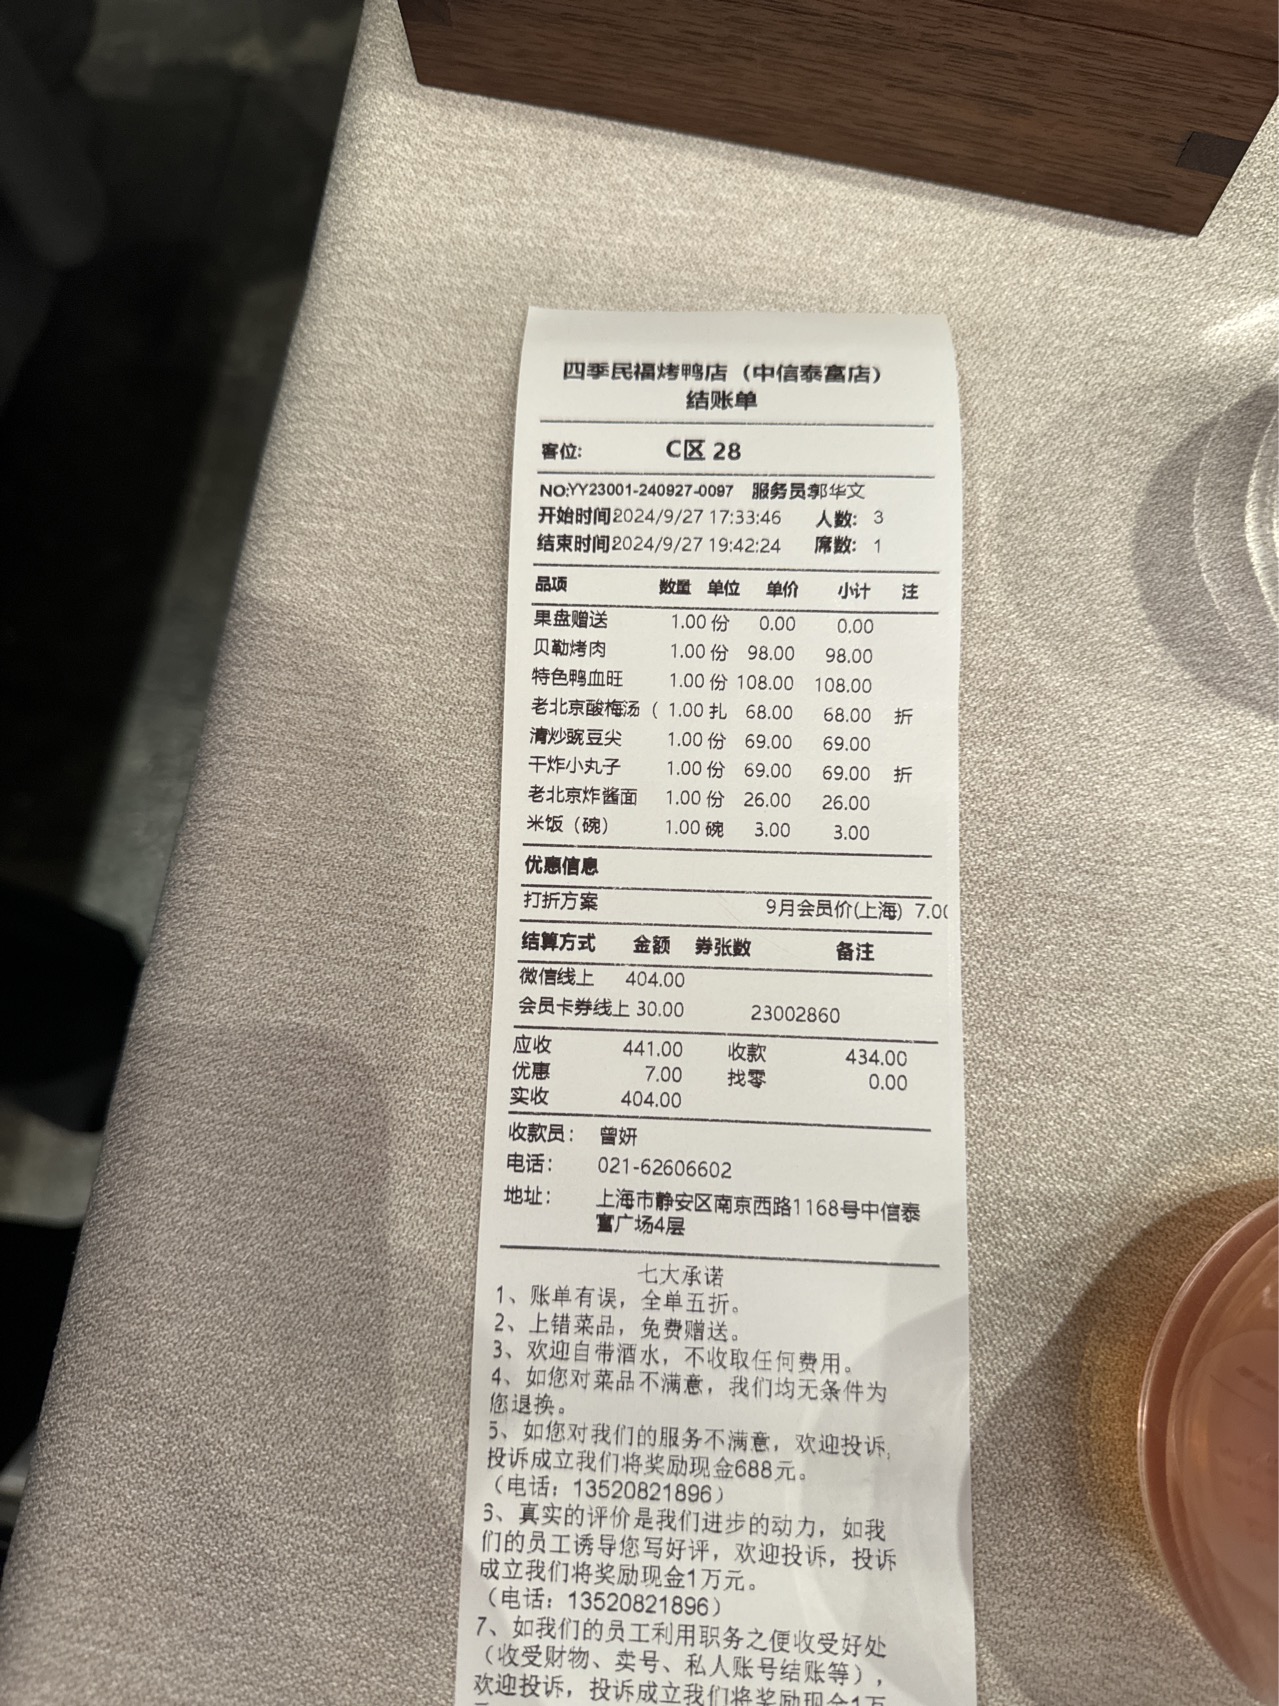 四季民福烤鸭店（中信泰富店）
结账单
客位: C区 28
NO:YY23001-240927-0097 服务员:郭华文
开始时间2024/9/27 17:33:46 人数: 3
结束时间2024/9/27 19:42:24 席数: 1
品项 数量 单位 单价 小计 注
果盘赠送 1.00 份 0.00 0.00
贝勒烤肉 1.00 份 98.00 98.00
特色鸭血旺 1.00 份 108.00 108.00
老北京酸梅汤（ 1.00 扎 68.00 68.00 折
清炒豌豆尖 1.00 份 69.00 69.00
干炸小丸子 1.00 份 69.00 69.00 折
老北京炸酱面 1.00 份 26.00 26.00
米饭（碗） 1.00 碗 3.00 3.00
优惠信息
打折方案 9月会员价(上海) 7.00
结算方式 金额 券张数 备注
微信线上 404.00
会员卡券线上 30.00 23002860
应收 441.00 收款 434.00
优惠 7.00 找零 0.00
实收 404.00
收款员: 曾妍
电话: 021-62606602
地址: 上海市静安区南京西路1168号中信泰
富广场4层
七大承诺
1、账单有误，全单五折。
2、上错菜品，免费赠送。
3、欢迎自带酒水，不收取任何费用。
4、如您对菜品不满意，我们均无条件为
您退换。
5、如您对我们的服务不满意，欢迎投诉，
投诉成立我们将奖励现金688元。
（电话：13520821896）
6、真实的评价是我们进步的动力，如我
们的员工诱导您写好评，欢迎投诉，投诉
成立我们将奖励现金1万元。
（电话：13520821896）
7、如我们的员工利用职务之便收受好处
（收受财物、卖号、私人账号结账等），
欢迎投诉，投诉成立我们将奖励现金1万